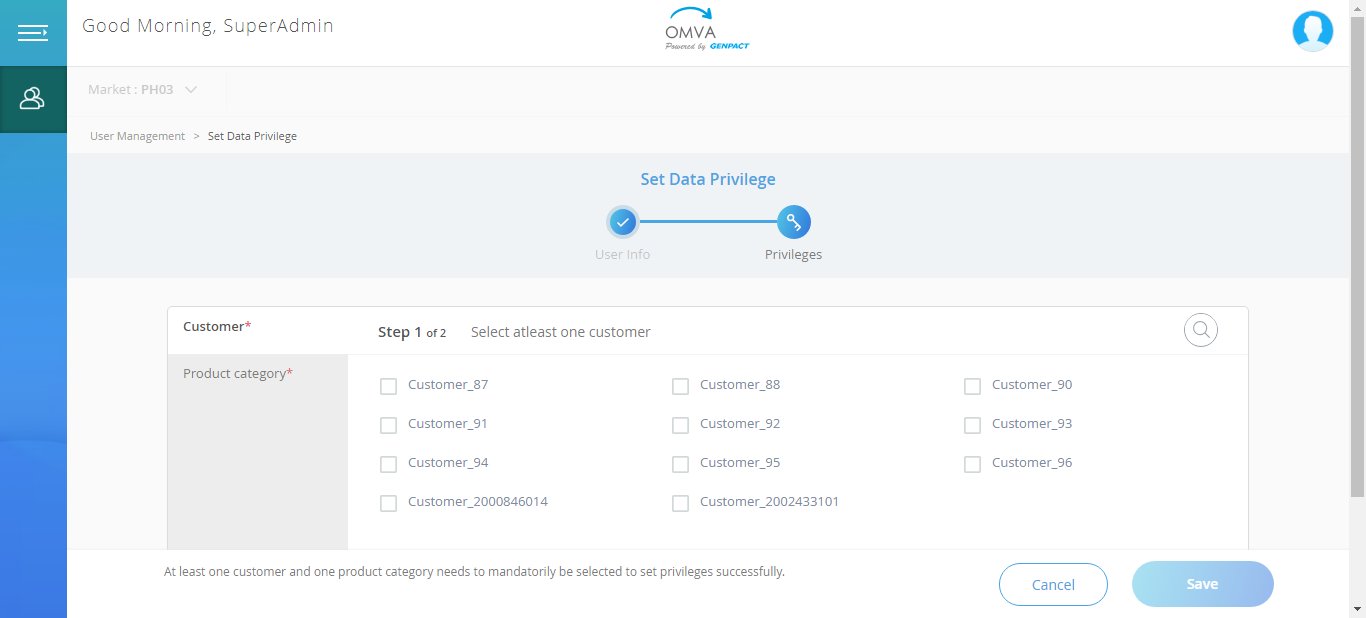 Good Morning, SuperAdmin
OMVA
Powered by GENPACT
Market : PH03
User Management > Set Data Privilege
Set Data Privilege
User Info
Privileges
Customer*
Step 1 of 2 Select atleast one customer
Product category*
Customer_87 Customer_88 Customer_90
Customer_91 Customer_92 Customer_93
Customer_94 Customer_95 Customer_96
Customer_2000846014 Customer_2002433101
At least one customer and one product category needs to mandatorily be selected to set privileges successfully.
Cancel
Save